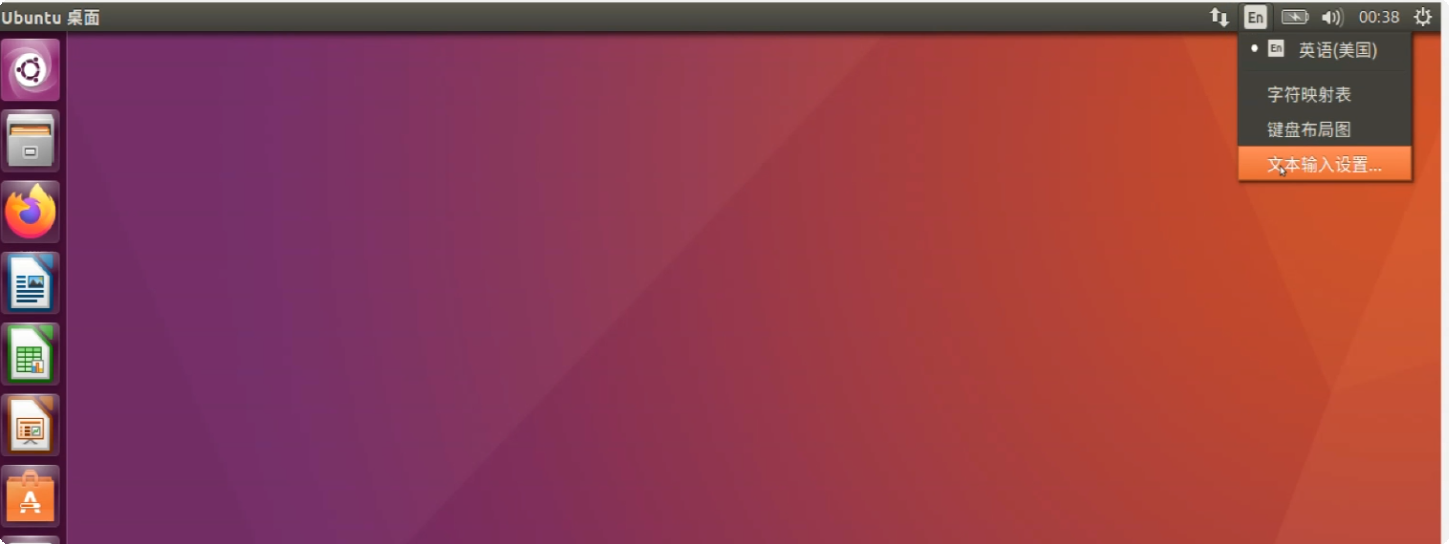 Ubuntu 桌面
En
00:38
En 英语(美国)
字符映射表
键盘布局图
文本输入设置...